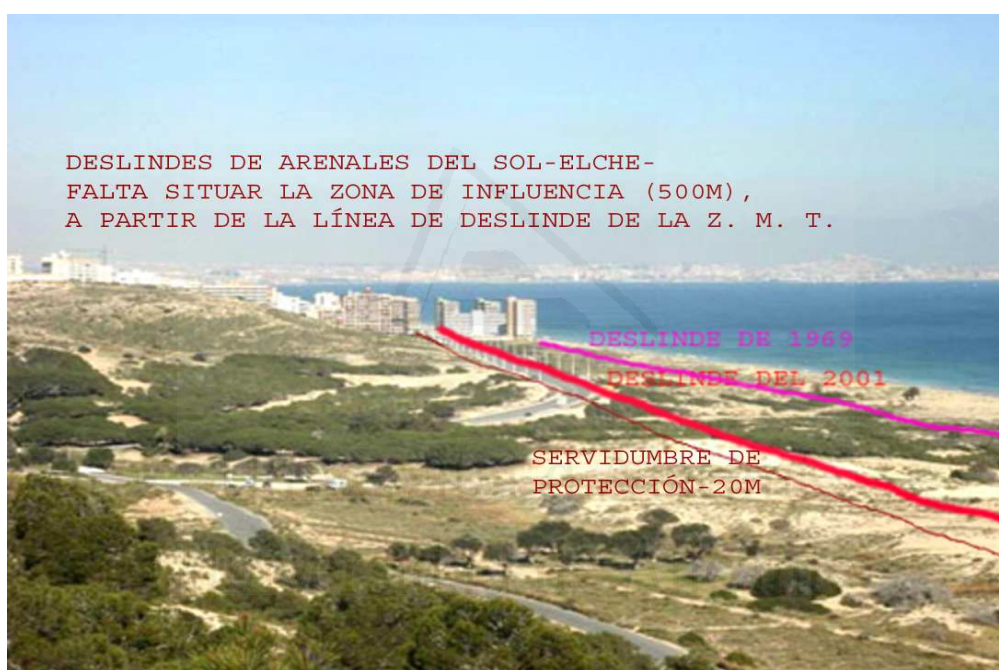 DESLINDES DE ARENALES DEL SOL-ELCHE-
FALTA SITUAR LA ZONA DE INFLUENCIA (500M),
A PARTIR DE LA LÍNEA DE DESLINDE DE LA Z. M. T.
DESLINDE DE 1969
DESLINDE DEL 2001
SERVIDUMBRE DE
PROTECCIÓN-20M